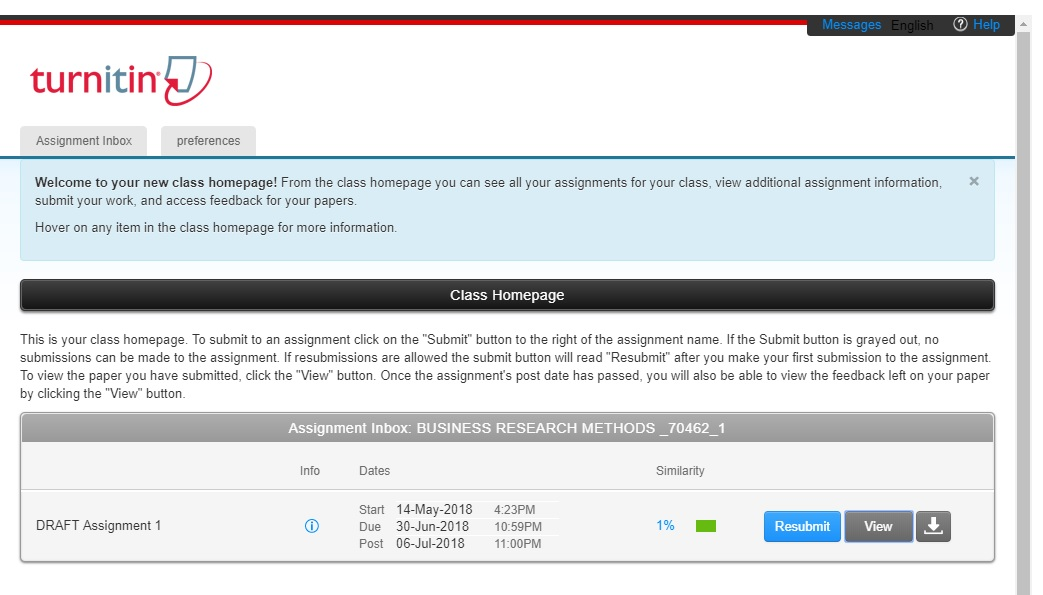 Messages English ? Help
turnitin
Assignment Inbox preferences
Welcome to your new class homepage! From the class homepage you can see all your assignments for your class, view additional assignment information, ×
submit your work, and access feedback for your papers.
Hover on any item in the class homepage for more information.
Class Homepage
This is your class homepage. To submit to an assignment click on the "Submit" button to the right of the assignment name. If the Submit button is grayed out, no
submissions can be made to the assignment. If resubmissions are allowed the submit button will read "Resubmit" after you make your first submission to the assignment.
To view the paper you have submitted, click the "View" button. Once the assignment's post date has passed, you will also be able to view the feedback left on your paper
by clicking the "View" button.
Assignment Inbox: BUSINESS RESEARCH METHODS _70462_1
Info Dates Similarity
Start 14-May-2018 4:23PM
DRAFT Assignment 1 i Due 30-Jun-2018 10:59PM 1% Resubmit View
Post 06-Jul-2018 11:00PM